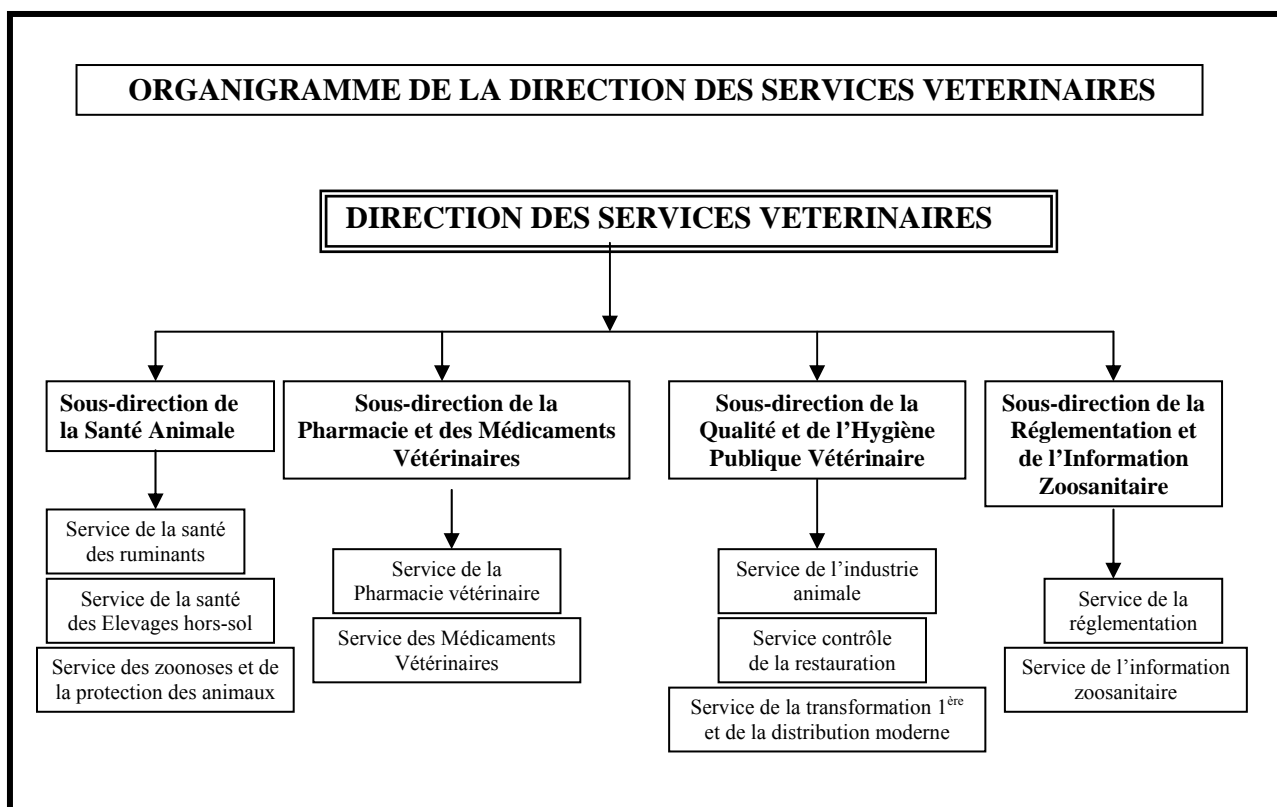 ORGANIGRAMME DE LA DIRECTION DES SERVICES VETERINAIRES
DIRECTION DES SERVICES VETERINAIRES
Sous-direction de
la Santé Animale
Service de la santé
des ruminants
Service de la santé
des Elevages hors-sol
Service des zoonoses et de
la protection des animaux
Sous-direction de la
Pharmacie et des Médicaments
Vétérinaires
Service de la
Pharmacie vétérinaire
Service des Médicaments
Vétérinaires
Sous-direction de la
Qualité et de l’Hygiène
Publique Vétérinaire
Service de l’industrie
animale
Service contrôle
de la restauration
Service de la transformation 1ère
et de la distribution moderne
Sous-direction de la
Réglementation et
de l’Information
Zoosanitaire
Service de la
réglementation
Service de l’information
zoosanitaire